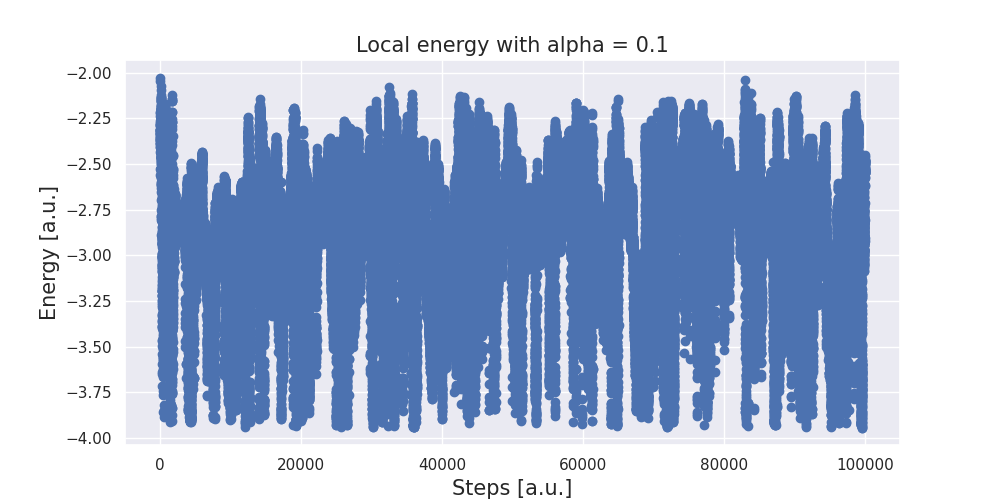 Local energy with alpha = 0.1
Energy [a.u.]
−2.00
−2.25
−2.50
−2.75
−3.00
−3.25
−3.50
−3.75
−4.00
0 20000 40000 60000 80000 100000
Steps [a.u.]